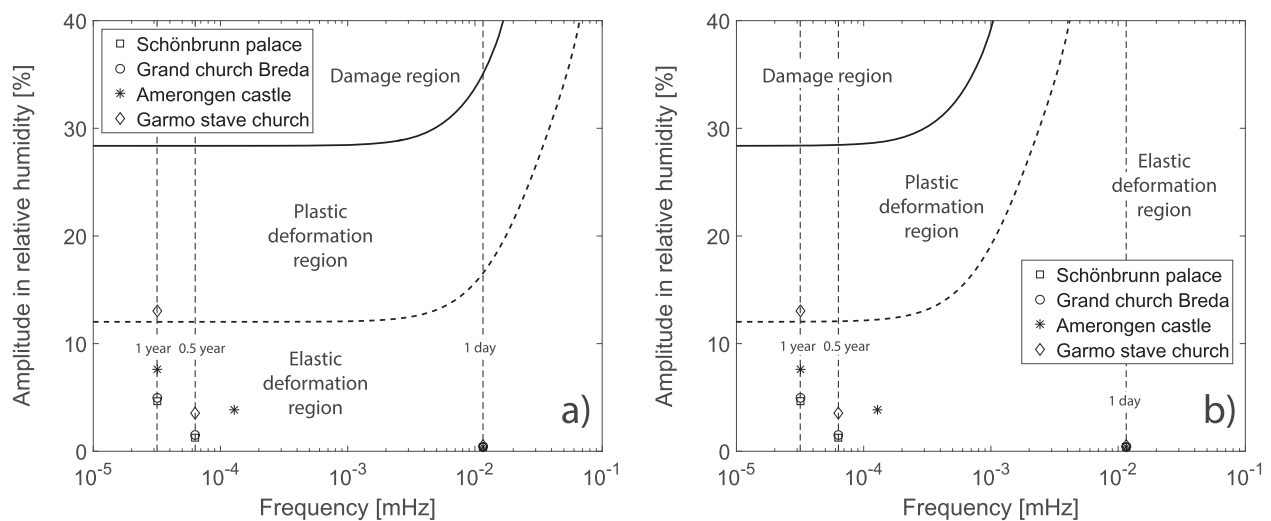 Amplitude in relative humidity [%]
40
30
20
10
0
Schönbrunn palace
Grand church Breda
Amerongen castle
Garmo stave church
Damage region
Plastic
deformation
region
1 year
0.5 year
1 day
Elastic
deformation
region
a)
10-5
10-4
10-3
10-2
10-1
Frequency [mHz]
Amplitude in relative humidity [%]
40
30
20
10
0
Damage region
Plastic
deformation
region
Elastic
deformation
region
Schönbrunn palace
Grand church Breda
Amerongen castle
Garmo stave church
1 year
0.5 year
1 day
b)
10-5
10-4
10-3
10-2
10-1
Frequency [mHz]